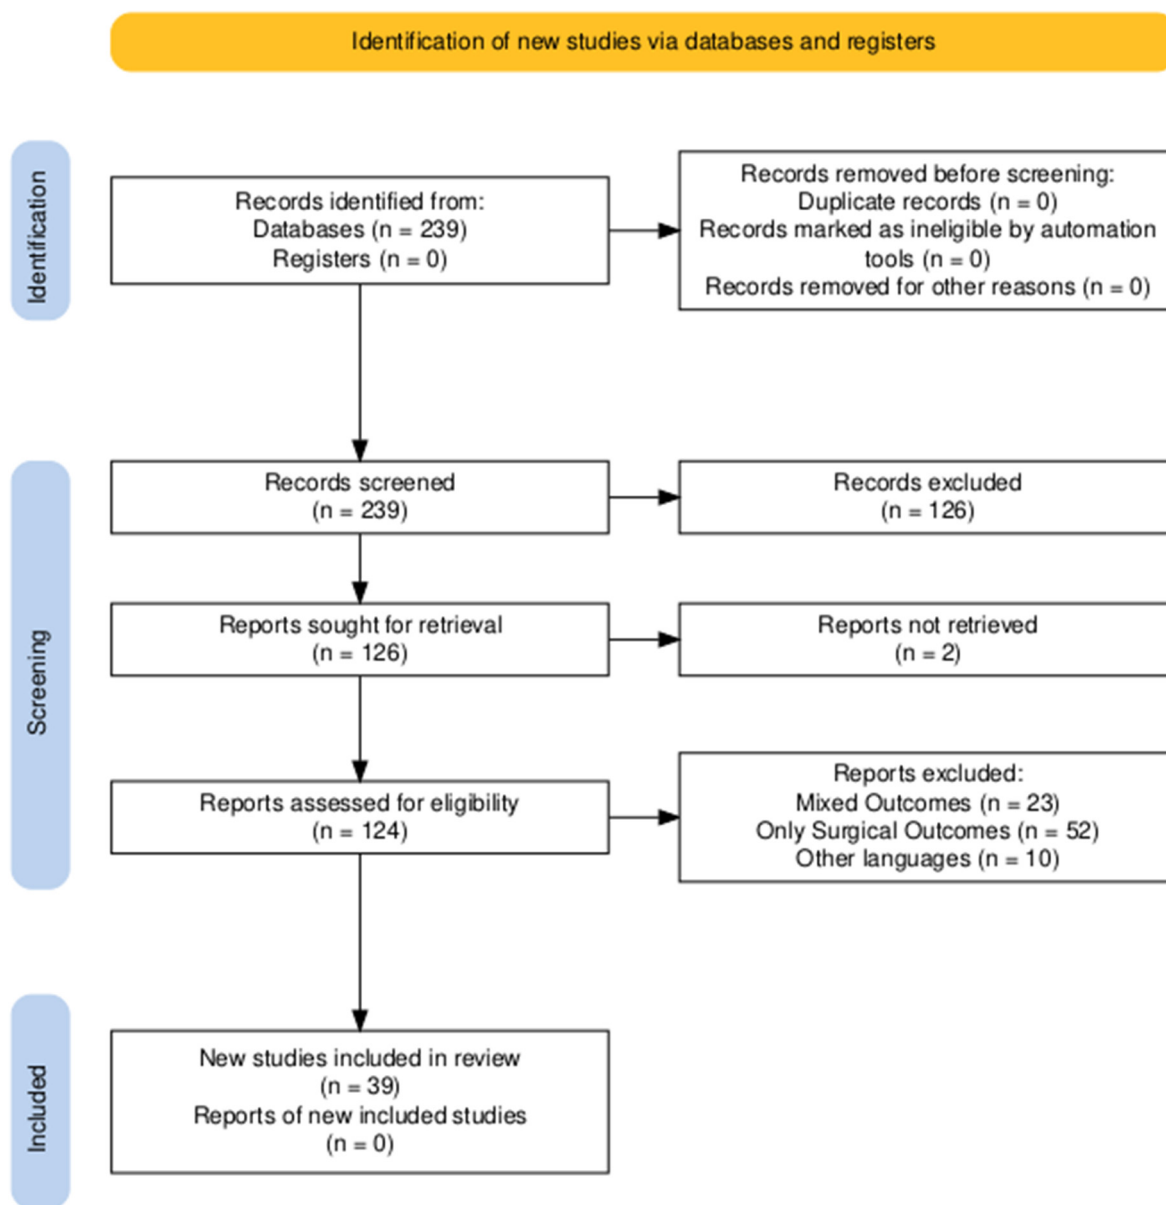 Identification of new studies via databases and registers
Identification
Records identified from:
Databases (n = 239)
Registers (n = 0)
Records removed before screening:
Duplicate records (n = 0)
Records marked as ineligible by automation
tools (n = 0)
Records removed for other reasons (n = 0)
Screening
Records screened
(n = 239)
Records excluded
(n = 126)
Reports sought for retrieval
(n = 126)
Reports not retrieved
(n = 2)
Reports assessed for eligibility
(n = 124)
Reports excluded:
Mixed Outcomes (n = 23)
Only Surgical Outcomes (n = 52)
Other languages (n = 10)
Included
New studies included in review
(n = 39)
Reports of new included studies
(n = 0)